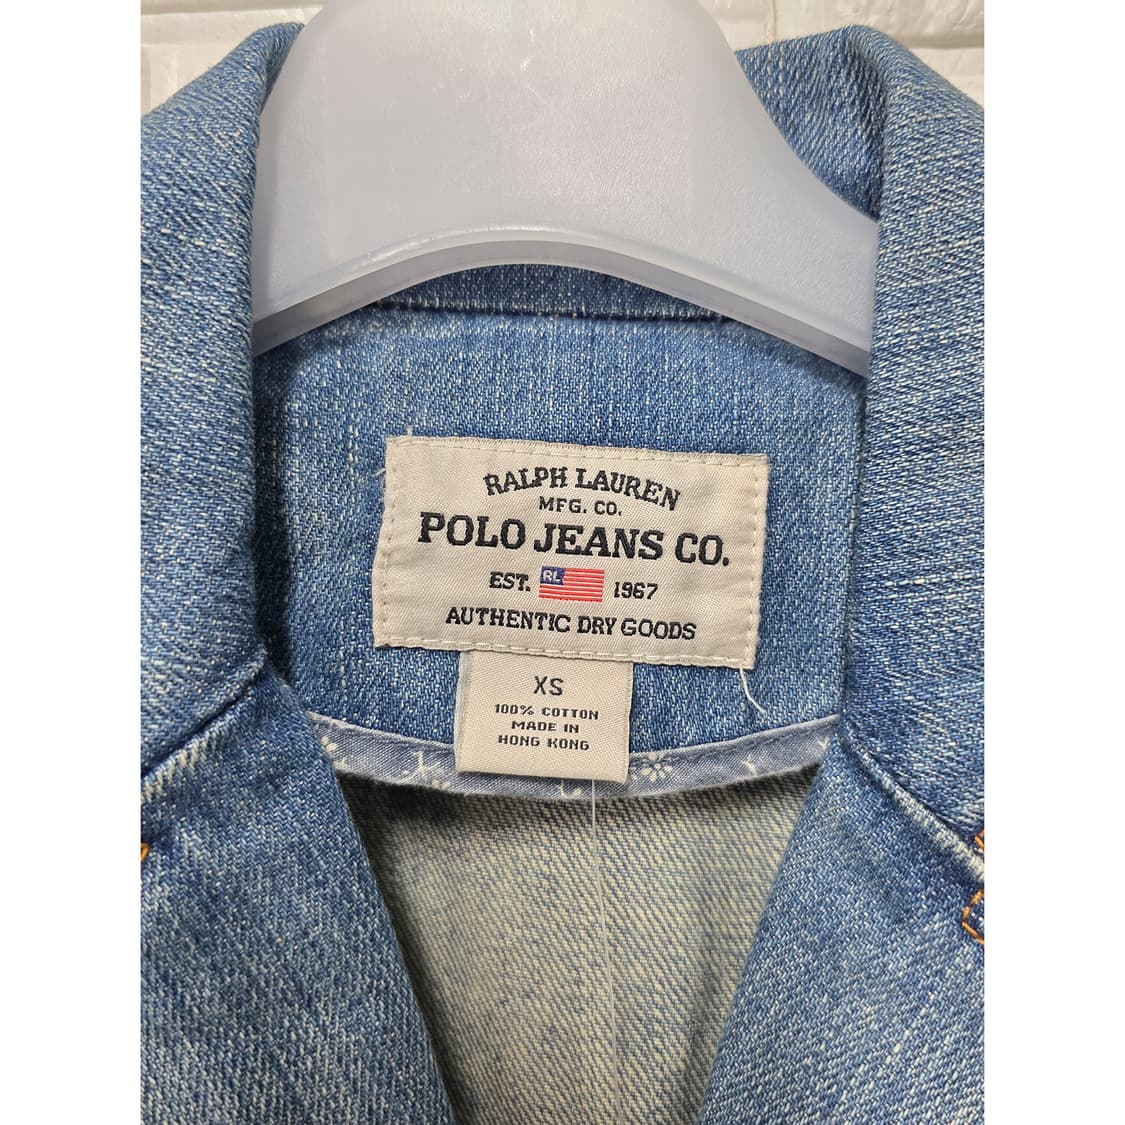 RALPH LAUREN
MFG. CO.
POLO JEANS CO.
EST. RL 1967
AUTHENTIC DRY GOODS
XS
100% COTTON
MADE IN
HONG KONG